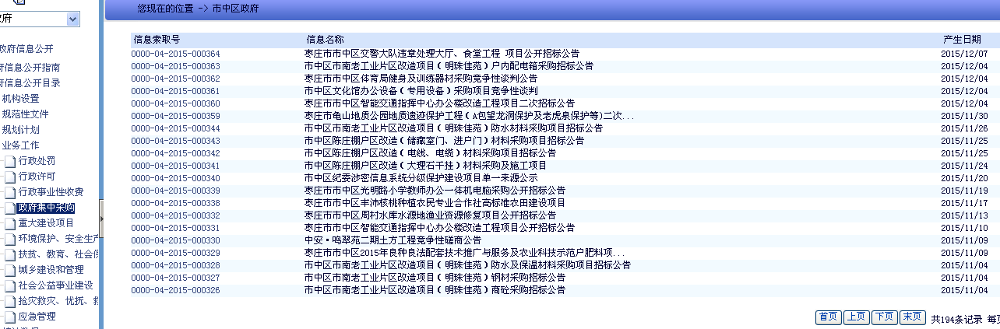 您现在的位置 -> 市中区政府
府
政府信息公开
府信息公开指南
府信息公开目录
机构设置
规范性文件
规划计划
业务工作
行政处罚
行政许可
行政事业性收费
政府集中采购
重大建设项目
环境保护、安全生产
扶贫、教育、社会保
城乡建设和管理
社会公益事业建设
抢灾救灾、优抚、救
应急管理
信息索取号 信息名称 产生日期
0000-04-2015-000364 枣庄市市中区交警大队违章处理大厅、食堂工程 项目公开招标公告 2015/12/07
0000-04-2015-000363 市中区市南老工业片区改造项目(明珠佳苑)户内配电箱采购招标公告 2015/12/04
0000-04-2015-000362 枣庄市市中区体育局健身及训练器材采购竞争性谈判公告 2015/12/04
0000-04-2015-000361 市中区文化馆办公设备(专用设备)采购项目竞争性谈判 2015/12/04
0000-04-2015-000360 枣庄市市中区智能交通指挥中心办公楼改造工程项目二次招标公告 2015/12/04
0000-04-2015-000359 枣庄市龟山地质公园地质遗迹保护工程(A包望龙洞保护及老虎泉保护等)二次... 2015/11/30
0000-04-2015-000344 市中区市南老工业片区改造项目(明珠佳苑)防水材料采购项目招标公告 2015/11/26
0000-04-2015-000343 市中区陈庄棚户区改造(储藏室门、进户门)材料采购项目招标公告 2015/11/25
0000-04-2015-000342 市中区陈庄棚户区改造(电线、电缆)材料采购项目招标公告 2015/11/25
0000-04-2015-000341 市中区陈庄棚户区改造(大理石干挂)材料采购及施工项目 2015/11/24
0000-04-2015-000340 市中区纪委涉密信息系统分级保护建设项目单一来源公示 2015/11/20
0000-04-2015-000339 枣庄市市中区光明路小学教师办公一体机电脑采购公开招标公告 2015/11/19
0000-04-2015-000338 枣庄市市中区丰沛核桃种植农民专业合作社高标准农田建设项目 2015/11/17
0000-04-2015-000332 枣庄市市中区周村水库水源地渔业资源修复项目公开招标公告 2015/11/13
0000-04-2015-000331 枣庄市市中区智能交通指挥中心办公楼改造工程项目公开招标公告 2015/11/10
0000-04-2015-000330 中安·鸣翠苑二期土方工程竞争性磋商公告 2015/11/09
0000-04-2015-000329 枣庄市市中区2015年良种良法配套技术推广与服务及农业科技示范户肥料项... 2015/11/09
0000-04-2015-000328 市中区市南老工业片区改造项目(明珠佳苑)防水及保温材料采购项目招标公告 2015/11/04
0000-04-2015-000327 市中区市南老工业片区改造项目(明珠佳苑)钢材采购招标公告 2015/11/04
0000-04-2015-000326 市中区市南老工业片区改造项目(明珠佳苑)商砼采购招标公告 2015/11/04
首页 上页 下页 末页 共194条记录 每页